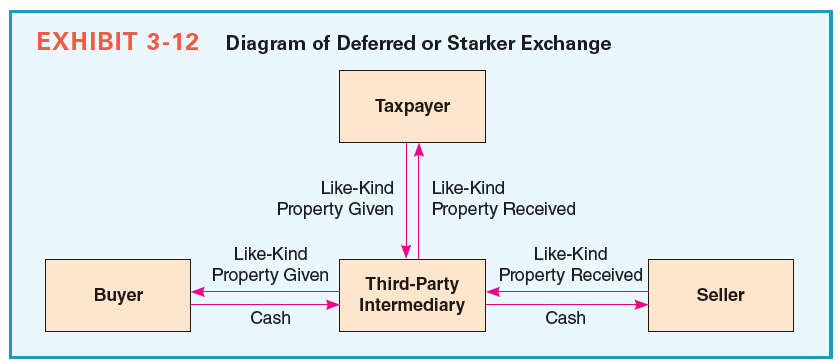 EXHIBIT 3-12 Diagram of Deferred or Starker Exchange
Taxpayer
Like-Kind
Property Given
Like-Kind
Property Received
Like-Kind
Property Given
Like-Kind
Property Received
Buyer
Third-Party
Intermediary
Seller
Cash
Cash